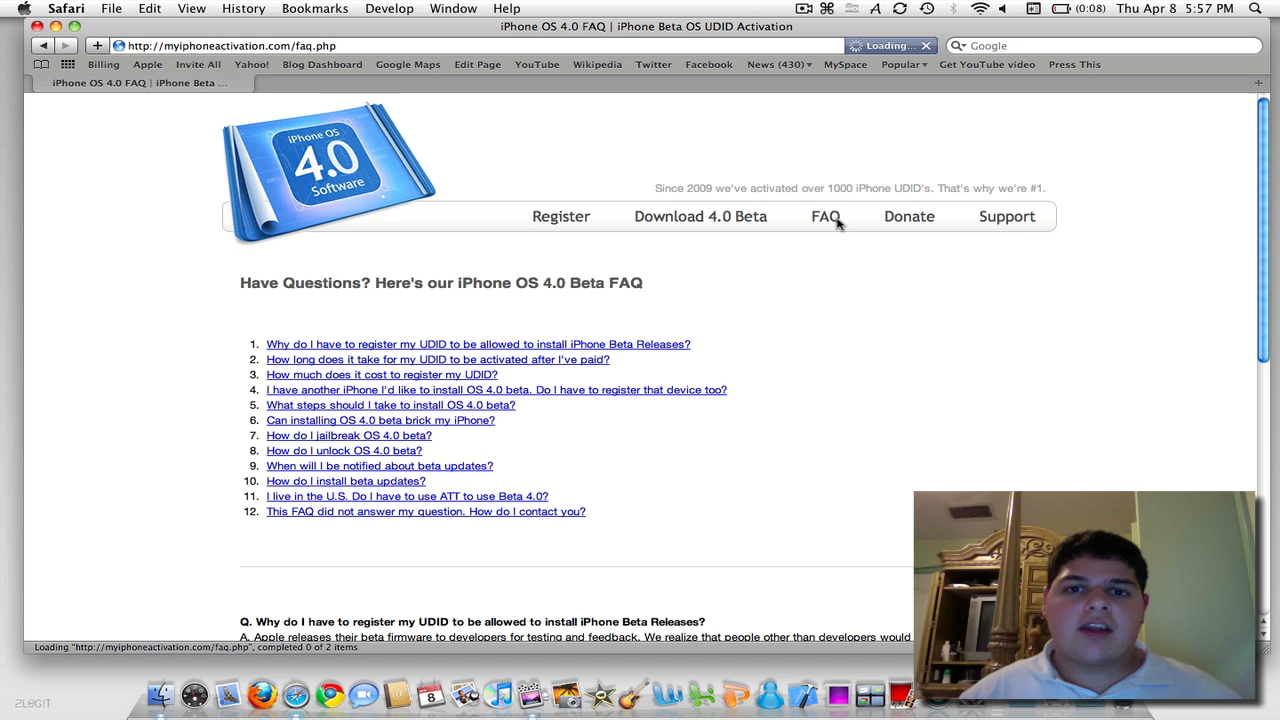 Safari File Edit View History Bookmarks Develop Window Help (0:08) Thu Apr 8 5:57 PM
iPhone OS 4.0 FAQ | iPhone Beta OS UDID Activation
http://myiphoneactivation.com/faq.php Loading... Google
Billing Apple Invite All Yahoo! Blog Dashboard Google Maps Edit Page YouTube Wikipedia Twitter Facebook News (430) MySpace Popular Get YouTube video Press This
iPhone OS 4.0 FAQ | iPhone Beta ...
iPhone OS
4.0
Software
Since 2009 we've activated over 1000 iPhone UDID's. That's why we're #1.
Register Download 4.0 Beta FAQ Donate Support
Have Questions? Here's our iPhone OS 4.0 Beta FAQ
1. Why do I have to register my UDID to be allowed to install iPhone Beta Releases?
2. How long does it take for my UDID to be activated after I've paid?
3. How much does it cost to register my UDID?
4. I have another iPhone I'd like to install OS 4.0 beta. Do I have to register that device too?
5. What steps should I take to install OS 4.0 beta?
6. Can installing OS 4.0 beta brick my iPhone?
7. How do I jailbreak OS 4.0 beta?
8. How do I unlock OS 4.0 beta?
9. When will I be notified about beta updates?
10. How do I install beta updates?
11. I live in the U.S. Do I have to use ATT to use Beta 4.0?
12. This FAQ did not answer my question. How do I contact you?
Q. Why do I have to register my UDID to be allowed to install iPhone Beta Releases?
A. Apple releases their beta firmware to developers for testing and feedback. We realize that people other than developers would
Loading "http://myiphoneactivation.com/faq.php", completed 0 of 2 items
8